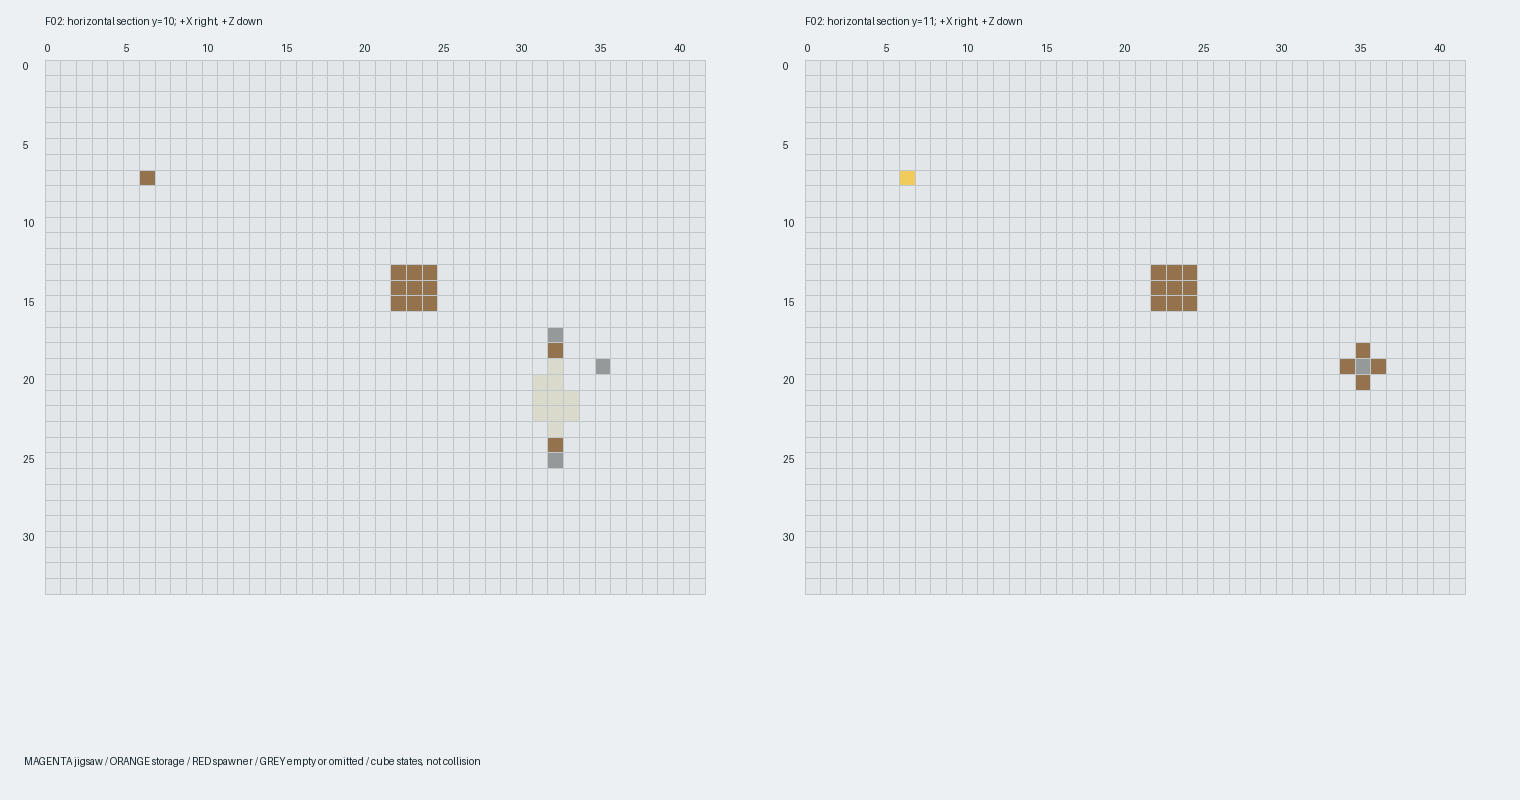 F02: horizontal section y=10; +X right, +Z down
F02: horizontal section y=11; +X right, +Z down
0 5 10 15 20 25 30 35 40
0 5 10 15 20 25 30 35 40
0
5
10
15
20
25
30
0
5
10
15
20
25
30
MAGENTA jigsaw / ORANGE storage / RED spawner / GREY empty or omitted / cube states, not collision